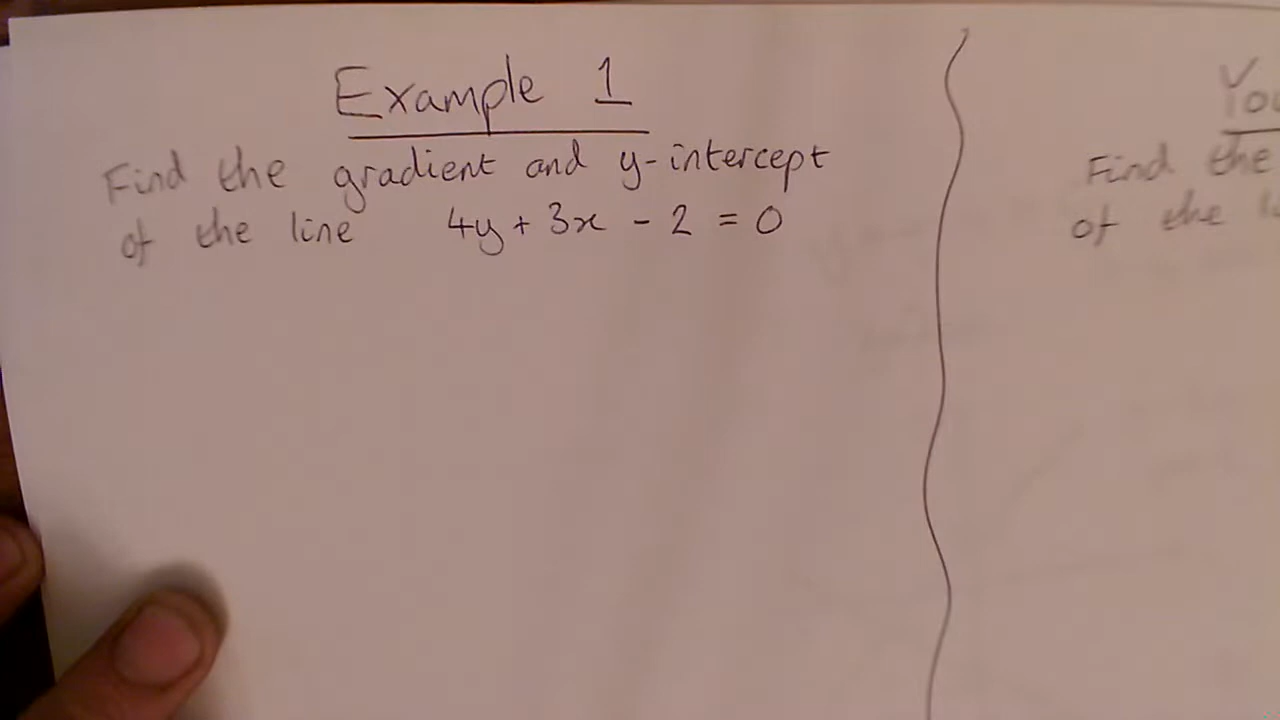 Example 1
Find the gradient and y-intercept
of the line 4y + 3x - 2 = 0
Find the
of the